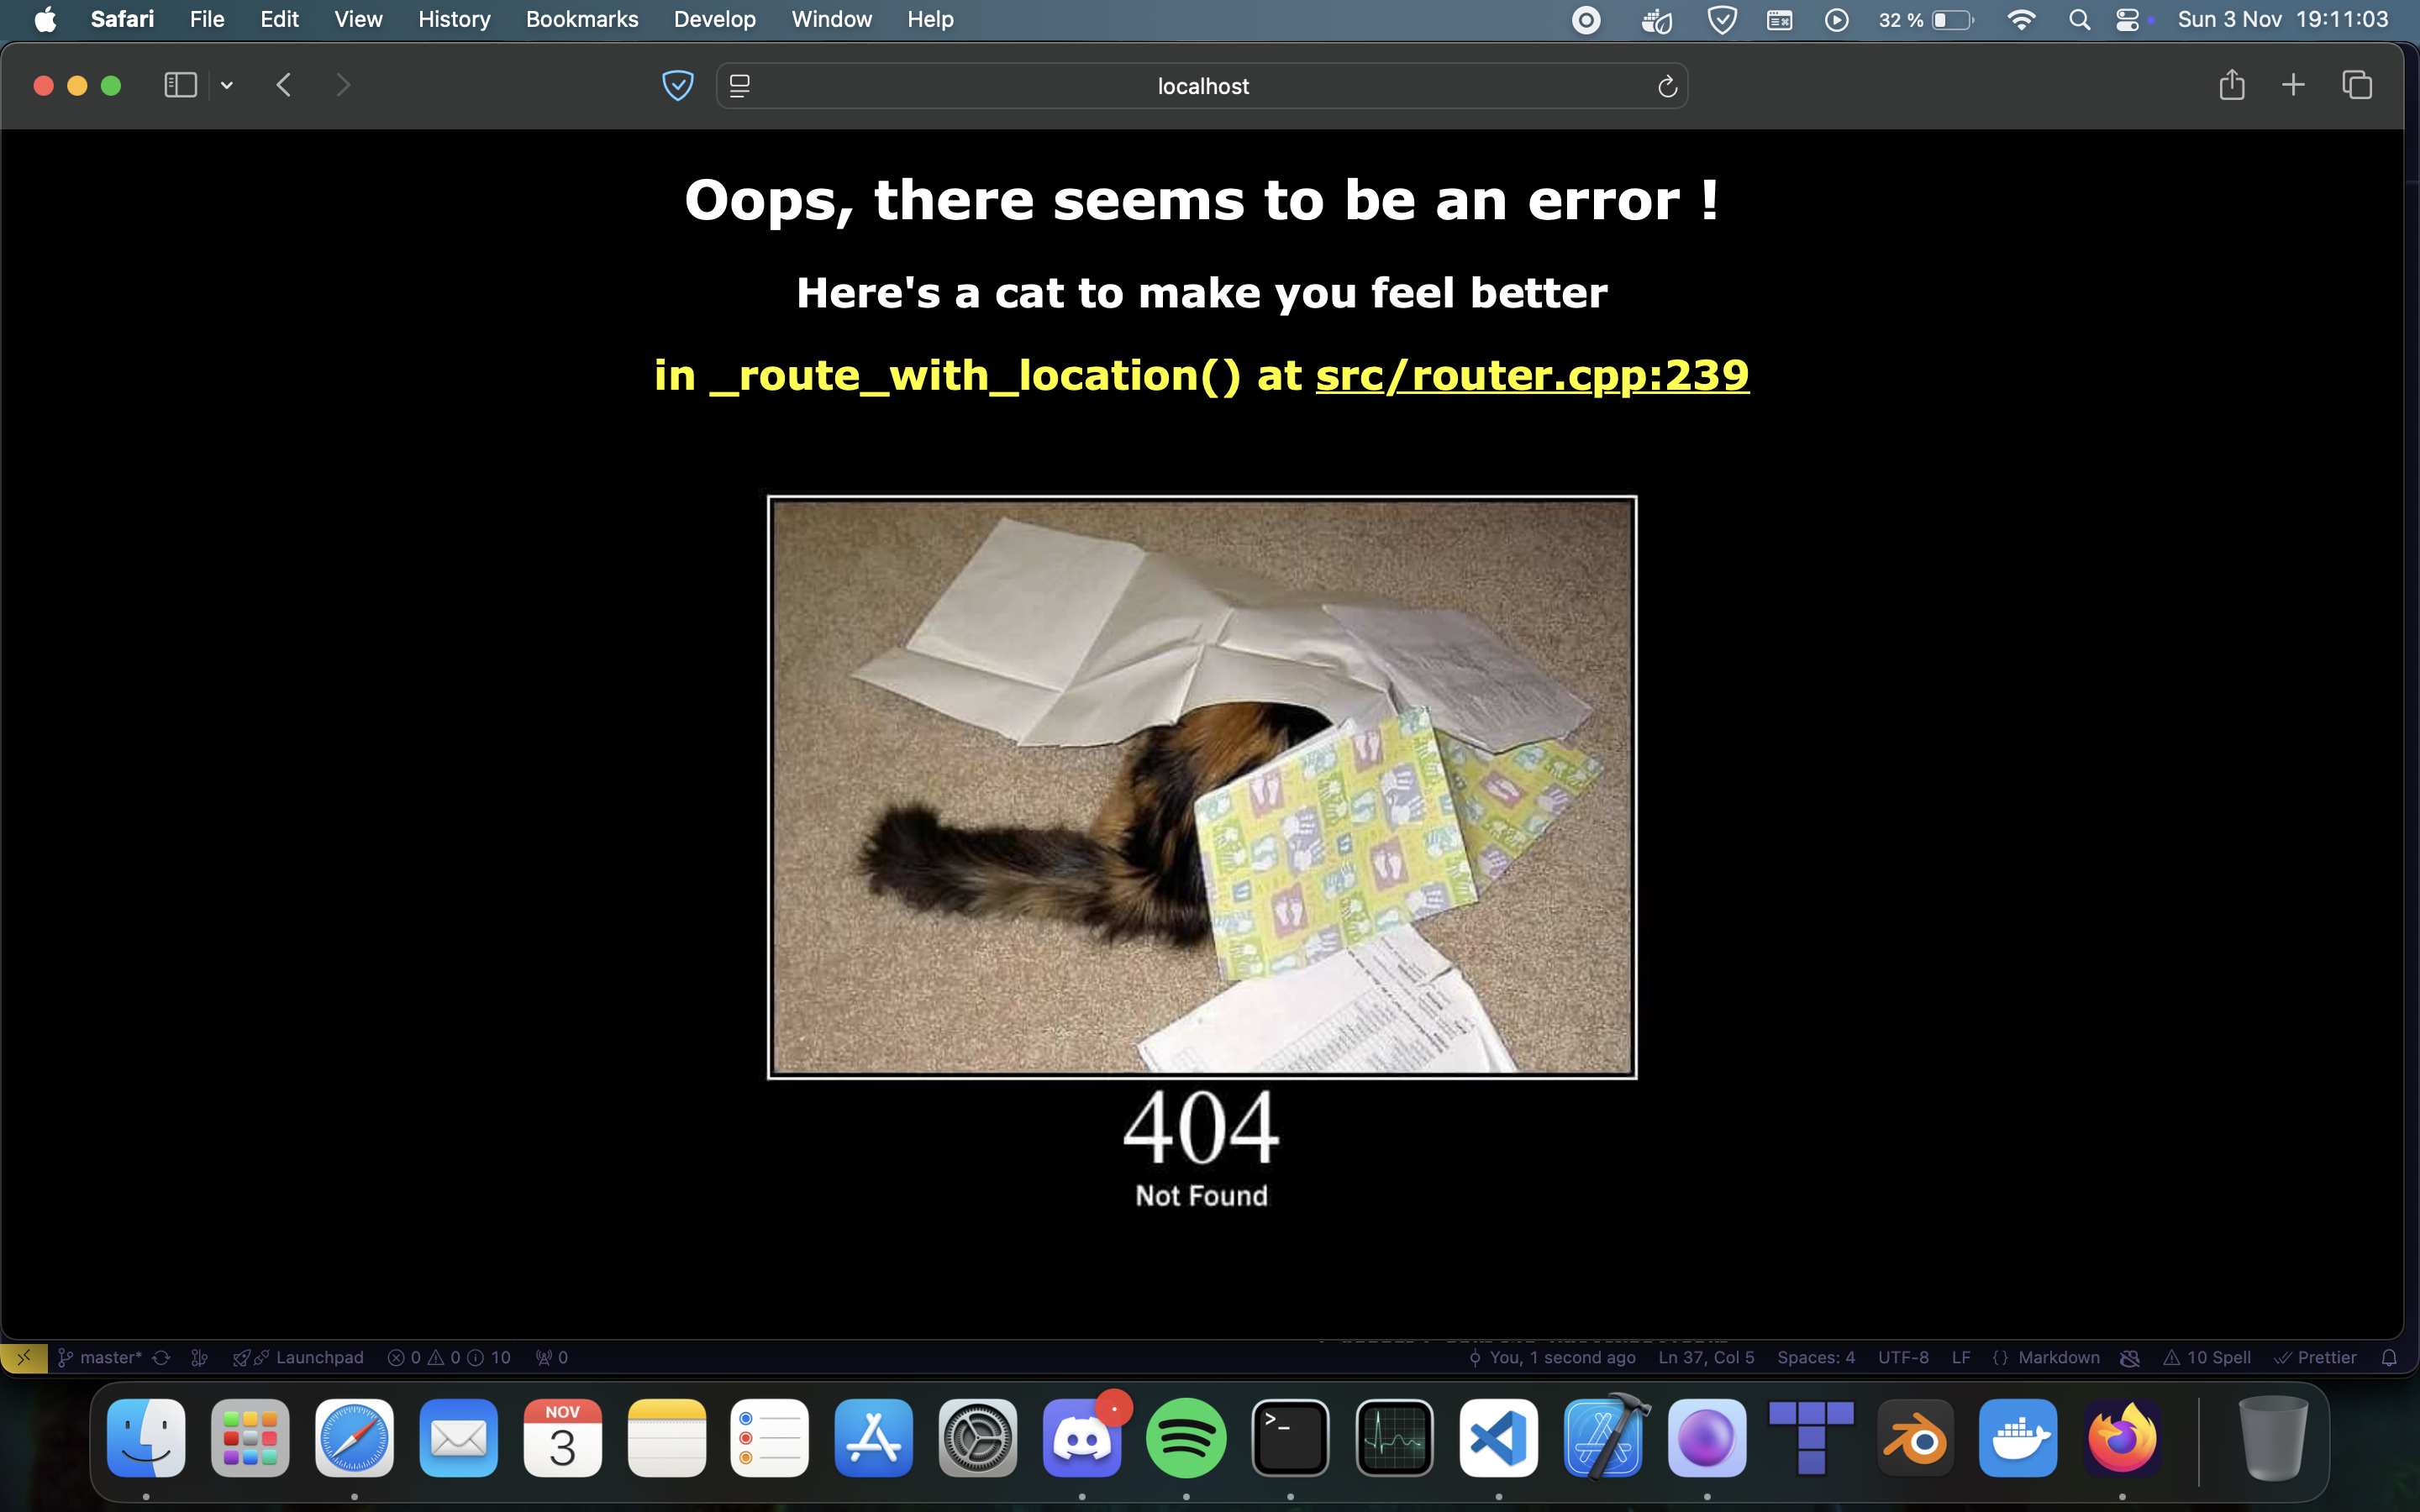 Safari File Edit View History Bookmarks Develop Window Help 32 % Sun 3 Nov 19:11:03
localhost
Oops, there seems to be an error !
Here's a cat to make you feel better
in _route_with_location() at src/router.cpp:239
404
Not Found
master* Launchpad 0 0 10 0 You, 1 second ago Ln 37, Col 5 Spaces: 4 UTF-8 LF {} Markdown 10 Spell Prettier
NOV
3
>_